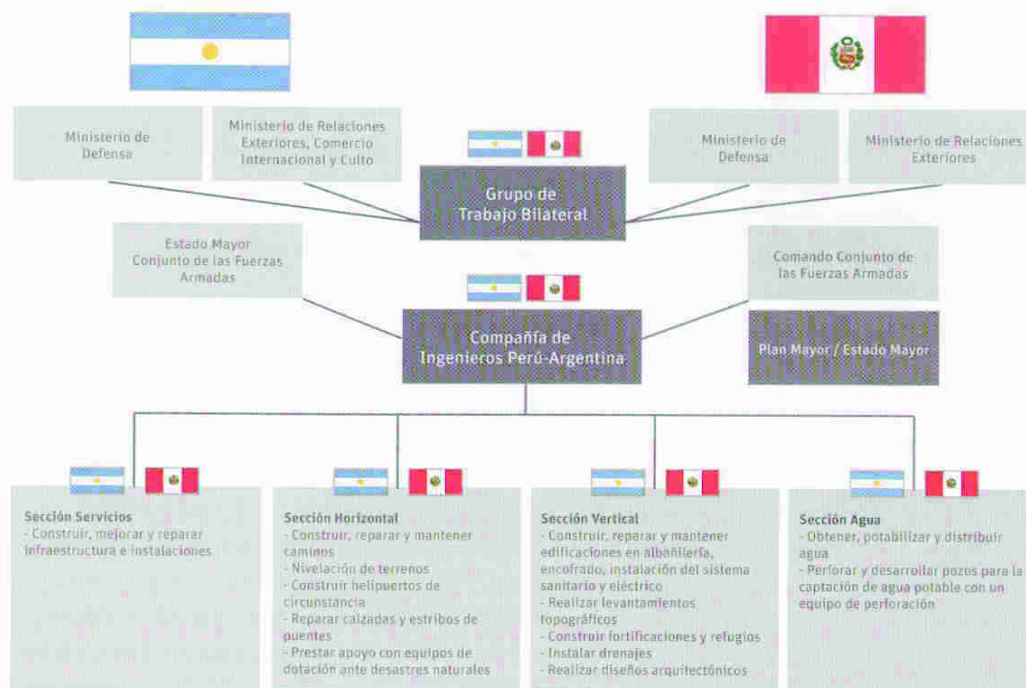 Ministerio de
Defensa
Ministerio de Relaciones
Exteriores, Comercio
Internacional y Culto
Ministerio de
Defensa
Ministerio de Relaciones
Exteriores
Grupo de
Trabajo Bilateral
Estado Mayor
Conjunto de las Fuerzas
Armadas
Comando Conjunto de
las Fuerzas Armadas
Compañía de
Ingenieros Perú-Argentina
Plan Mayor / Estado Mayor
Sección Servicios
- Construir, mejorar y reparar
infraestructura e instalaciones
Sección Horizontal
- Construir, reparar y mantener
caminos
- Nivelación de terrenos
- Construir helipuertos de
circunstancia
- Reparar calzadas y estribos de
puentes
- Prestar apoyo con equipos de
dotación ante desastres naturales
Sección Vertical
- Construir, reparar y mantener
edificaciones en albañilería,
encofrado, instalación del sistema
sanitario y eléctrico
- Realizar levantamientos
topográficos
- Construir fortificaciones y refugios
- Instalar drenajes
- Realizar diseños arquitectónicos
Sección Agua
- Obtener, potabilizar y distribuir
agua
- Perforar y desarrollar pozos para la
captación de agua potable con un
equipo de perforación